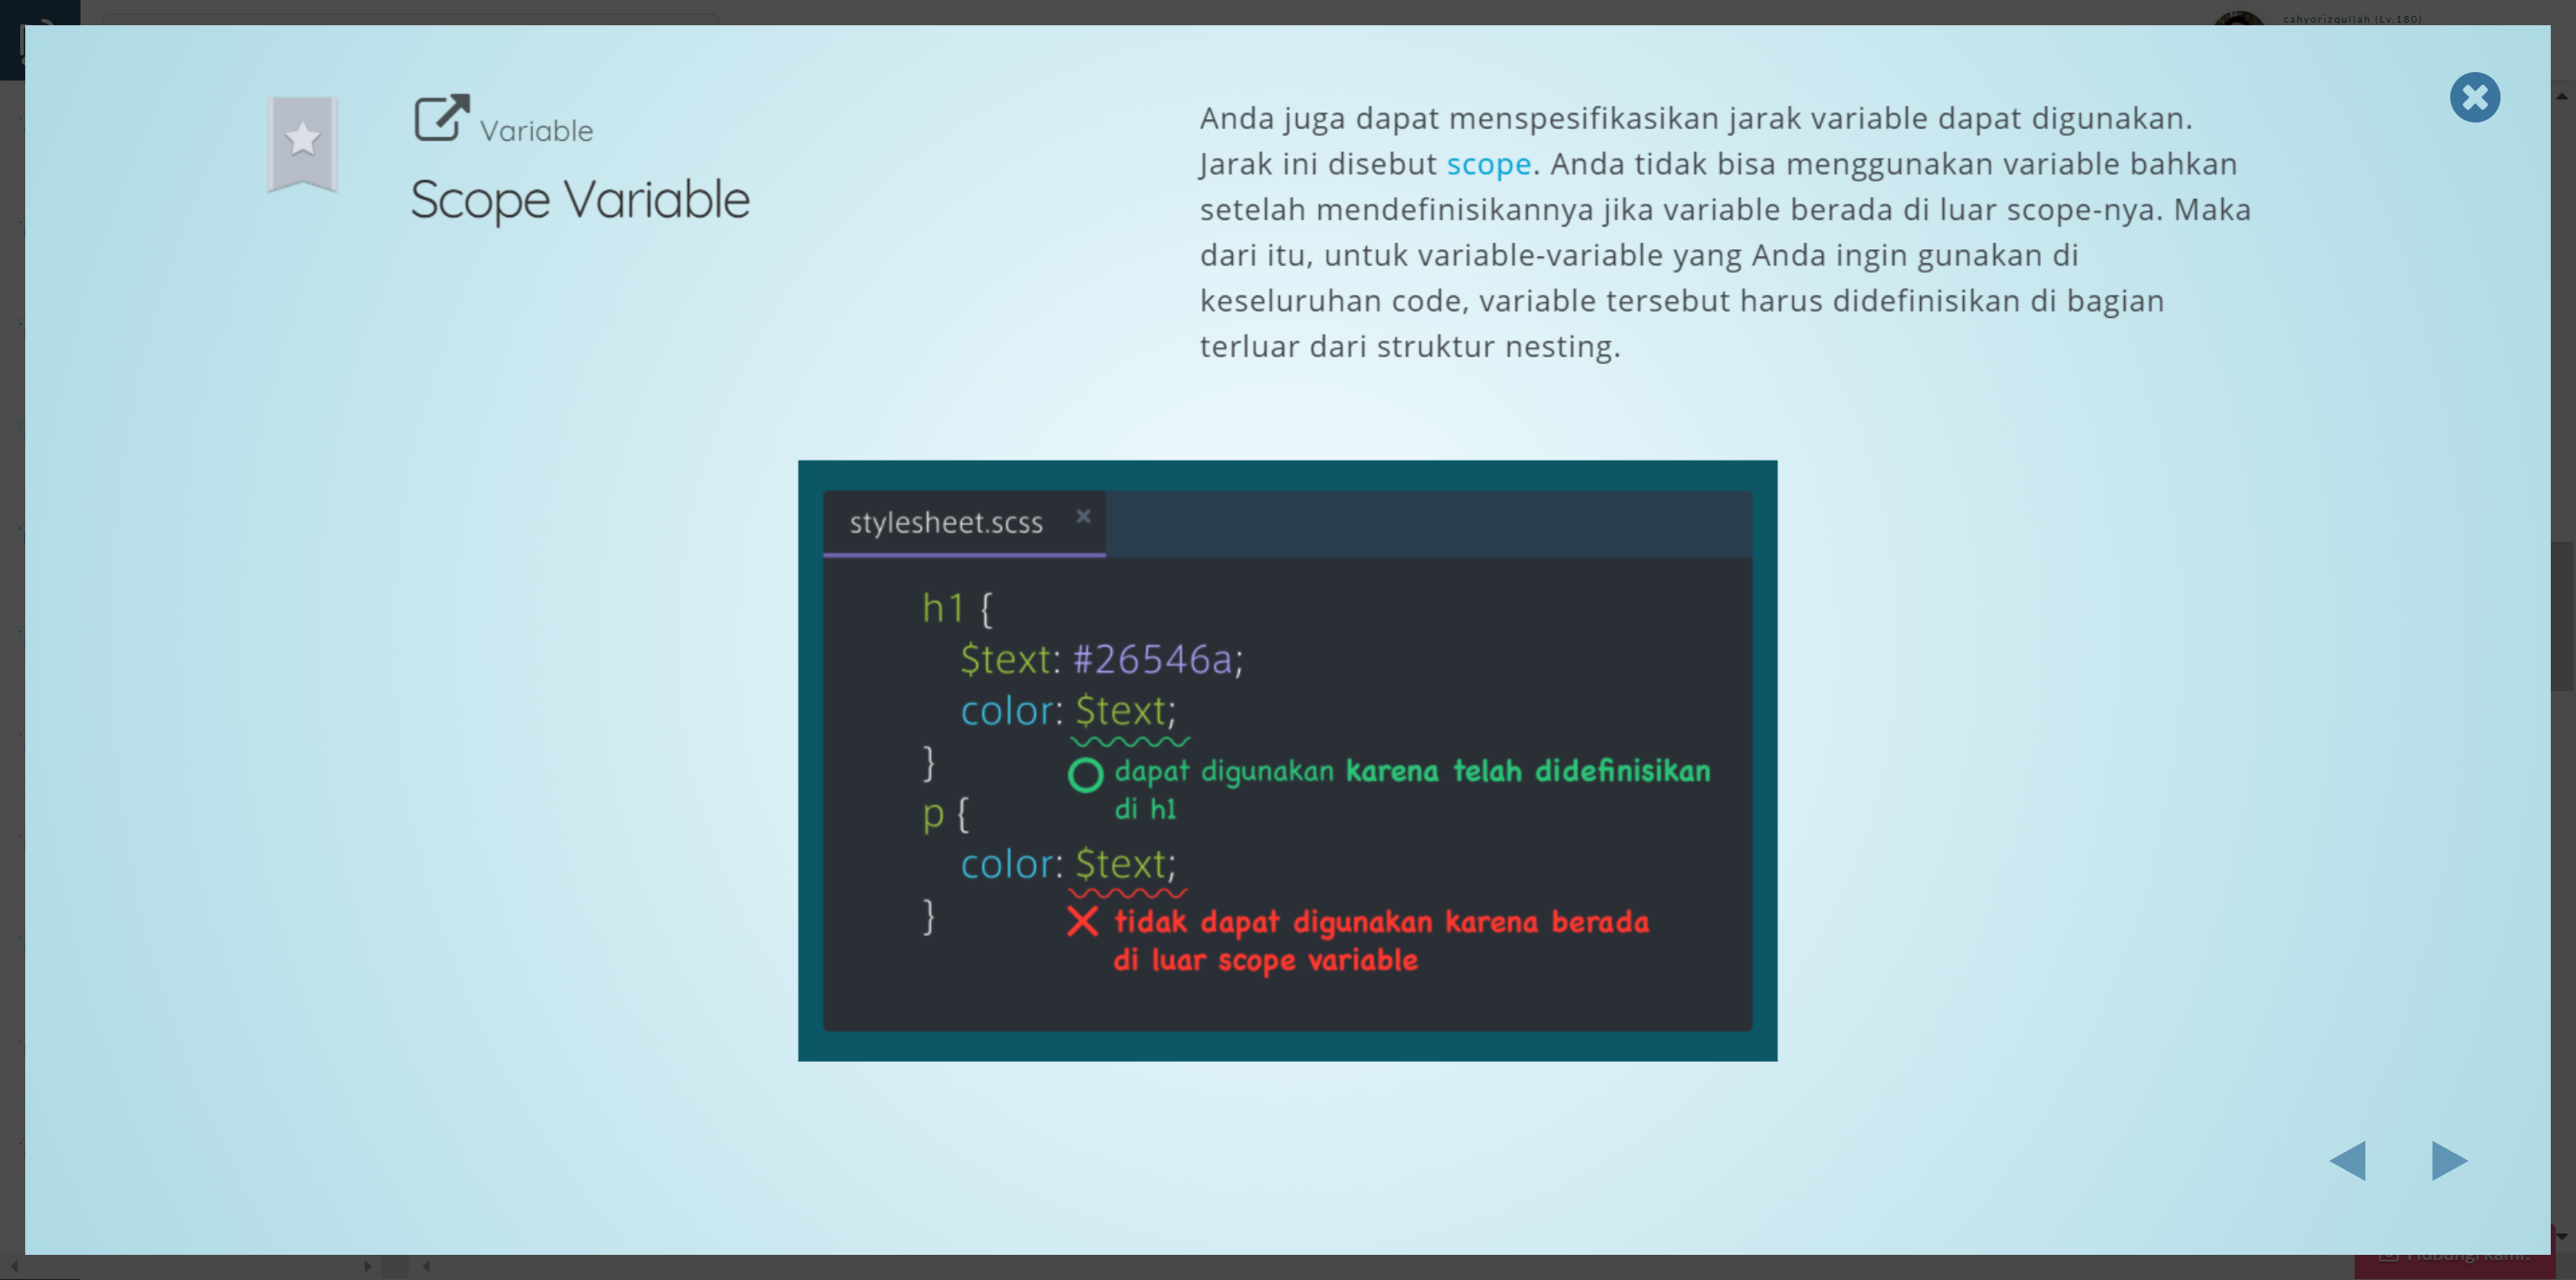 cahyorizqullah (Lv.180)
Variable
Scope Variable
Anda juga dapat menspesifikasikan jarak variable dapat digunakan.
Jarak ini disebut scope. Anda tidak bisa menggunakan variable bahkan
setelah mendefinisikannya jika variable berada di luar scope-nya. Maka
dari itu, untuk variable-variable yang Anda ingin gunakan di
keseluruhan code, variable tersebut harus didefinisikan di bagian
terluar dari struktur nesting.
stylesheet.scss ×
h1 {
$text: #26546a;
color: $text;
}
dapat digunakan karena telah didefinisikan
di h1
p {
color: $text;
}
tidak dapat digunakan karena berada
di luar scope variable
Hubungi kami